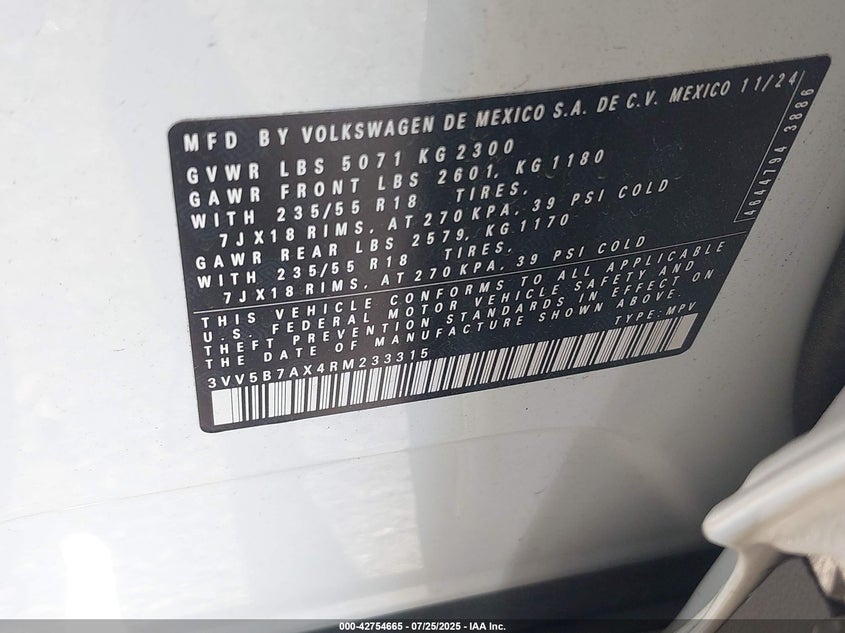 MFD BY VOLKSWAGEN DE MEXICO S.A. DE C.V. MEXICO 11/24
GVWR LBS 5071 KG 2300
GAWR FRONT LBS 2601, KG 1180
WITH 235/55 R18 TIRES.
7JX18 RIMS, AT 270 KPA, 39 PSI COLD
GAWR REAR LBS 2579, KG 1170
WITH 235/55 R18 TIRES.
7JX18 RIMS, AT 270 KPA, 39 PSI COLD
4644794 3886
THIS VEHICLE CONFORMS TO ALL APPLICABLE
U.S. FEDERAL MOTOR VEHICLE SAFETY AND
THEFT PREVENTION STANDARDS IN EFFECT ON
THE DATE OF MANUFACTURE SHOWN ABOVE.
TYPE: MPV
3VV5B7AX4RM233315
000-42754665 - 07/25/2025 - IAA Inc.